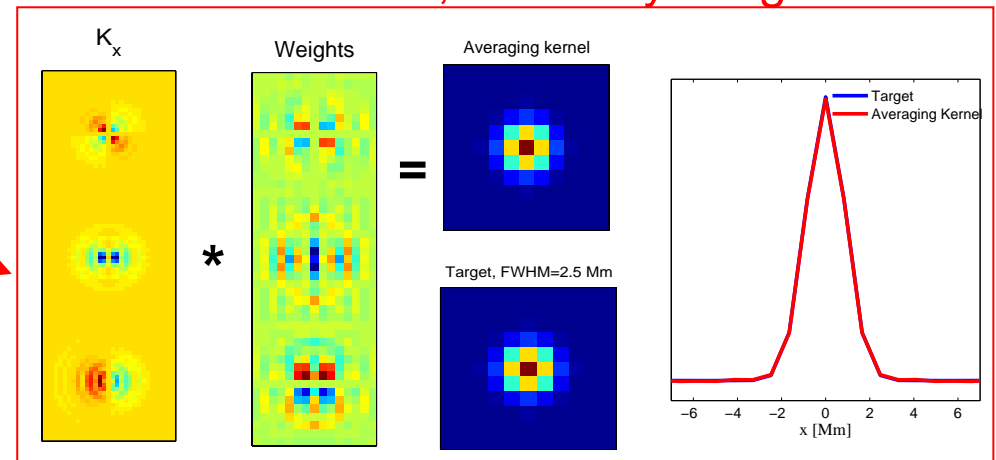 K_x
Weights
Averaging kernel
*
=
Target, FWHM=2.5 Mm
Target
Averaging Kernel
−6 −4 −2 0 2 4 6
x [Mm]